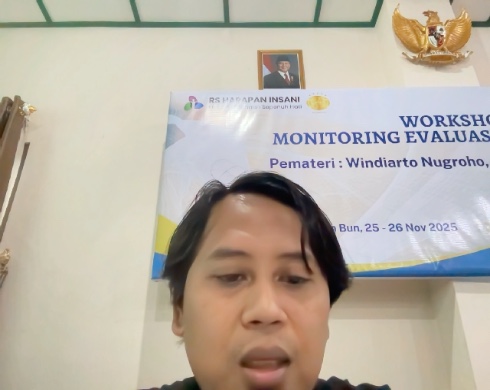 RS HARAPAN INSANI
WORKSHO
MONITORING EVALUAS
Pemateri : Windiarto Nugroho,
Bun, 25 - 26 Nov 2025